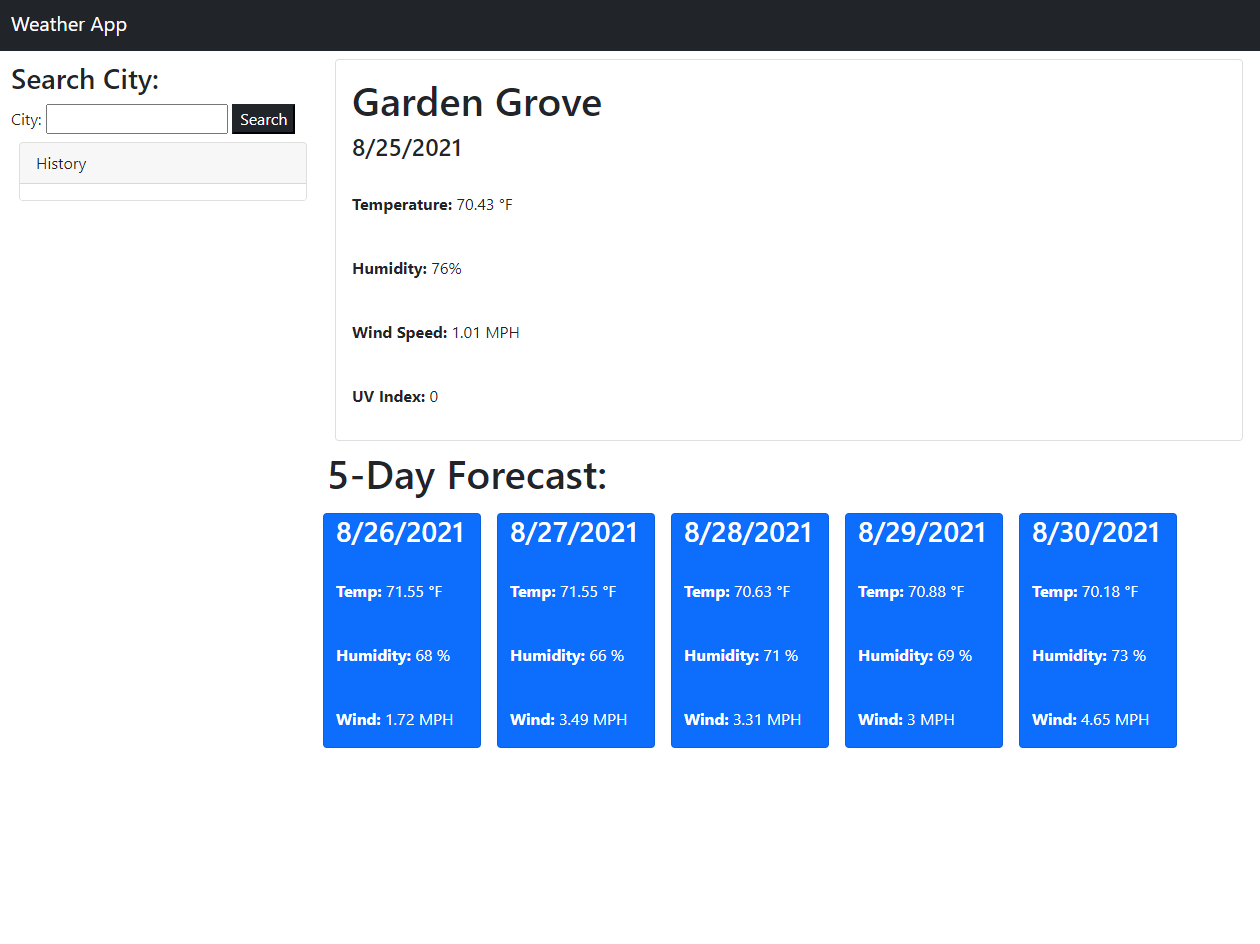 Weather App
Search City:
City: Search
History
Garden Grove
8/25/2021
Temperature: 70.43 °F
Humidity: 76%
Wind Speed: 1.01 MPH
UV Index: 0
5-Day Forecast:
8/26/2021
Temp: 71.55 °F
Humidity: 68 %
Wind: 1.72 MPH
8/27/2021
Temp: 71.55 °F
Humidity: 66 %
Wind: 3.49 MPH
8/28/2021
Temp: 70.63 °F
Humidity: 71 %
Wind: 3.31 MPH
8/29/2021
Temp: 70.88 °F
Humidity: 69 %
Wind: 3 MPH
8/30/2021
Temp: 70.18 °F
Humidity: 73 %
Wind: 4.65 MPH